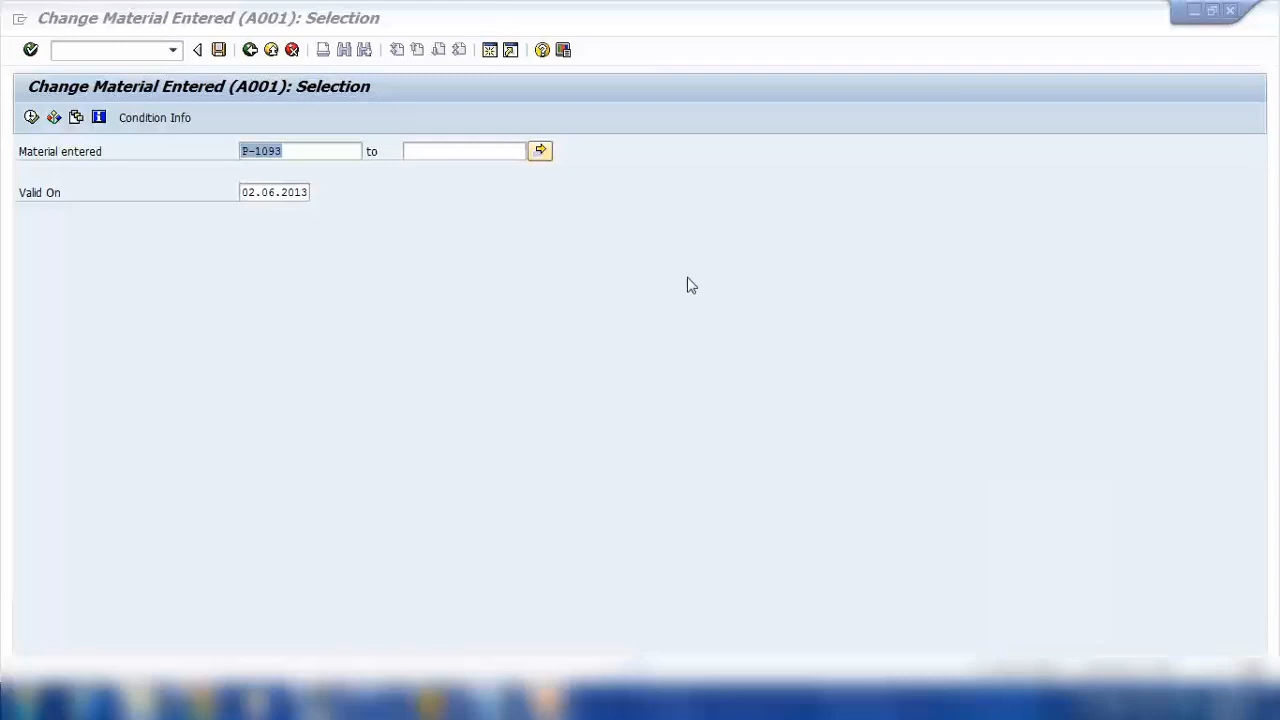 Change Material Entered (A001): Selection
Change Material Entered (A001): Selection
Condition Info
Material entered P-1093 to
Valid On 02.06.2013